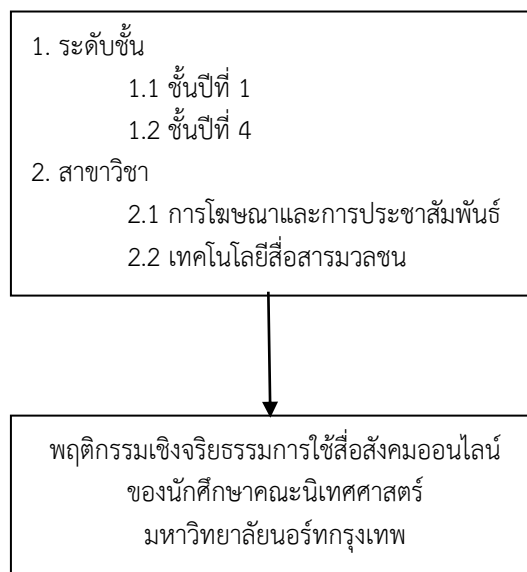 1. ระดับชั้น
1.1 ชั้นปีที่ 1
1.2 ชั้นปีที่ 4
2. สาขาวิชา
2.1 การโฆษณาและการประชาสัมพันธ์
2.2 เทคโนโลยีสื่อสารมวลชน
พฤติกรรมเชิงจริยธรรมการใช้สื่อสังคมออนไลน์
ของนักศึกษาคณะนิเทศศาสตร์
มหาวิทยาลัยนอร์ทกรุงเทพ